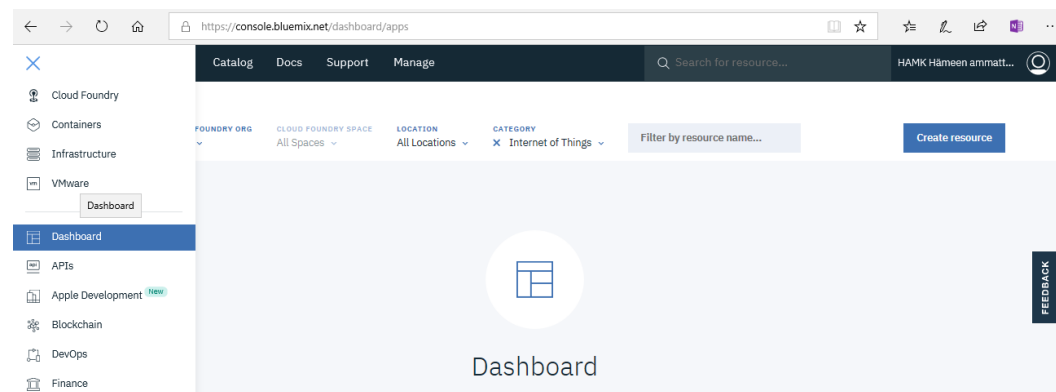 https://console.bluemix.net/dashboard/apps
Catalog Docs Support Manage
Search for resource...
HAMK Hämeen ammatt...
Cloud Foundry
Containers
Infrastructure
vm VMware
Dashboard
Dashboard
API APIs
Apple Development New
Blockchain
DevOps
Finance
FOUNDRY ORG
CLOUD FOUNDRY SPACE
All Spaces
LOCATION
All Locations
CATEGORY
Internet of Things
Filter by resource name...
Create resource
Dashboard
FEEDBACK